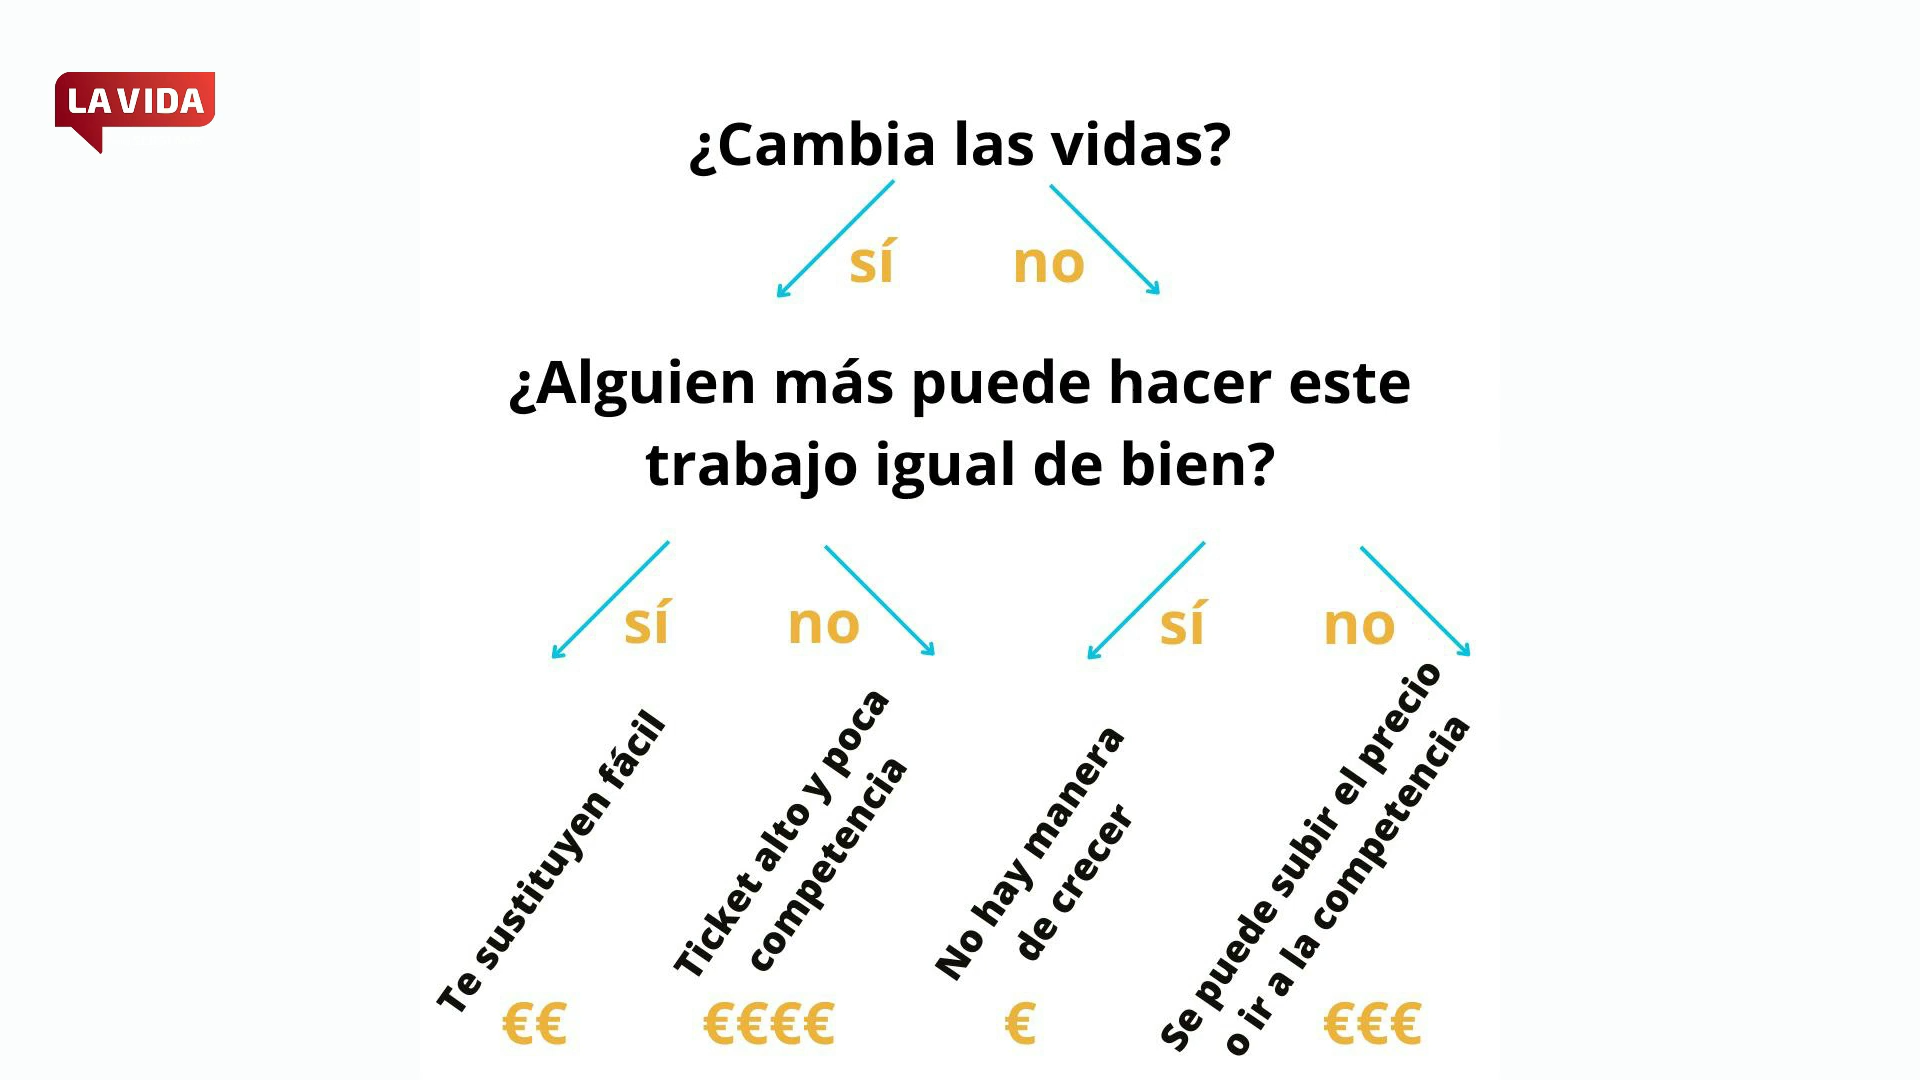 LA VIDA
¿Cambia las vidas?
sí
no
¿Alguien más puede hacer este
trabajo igual de bien?
sí
no
sí
no
Te sustituyen fácil
Ticket alto y poca
competencia
No hay manera
de crecer
Se puede subir el precio
o ir a la competencia
€€
€€€€
€
€€€